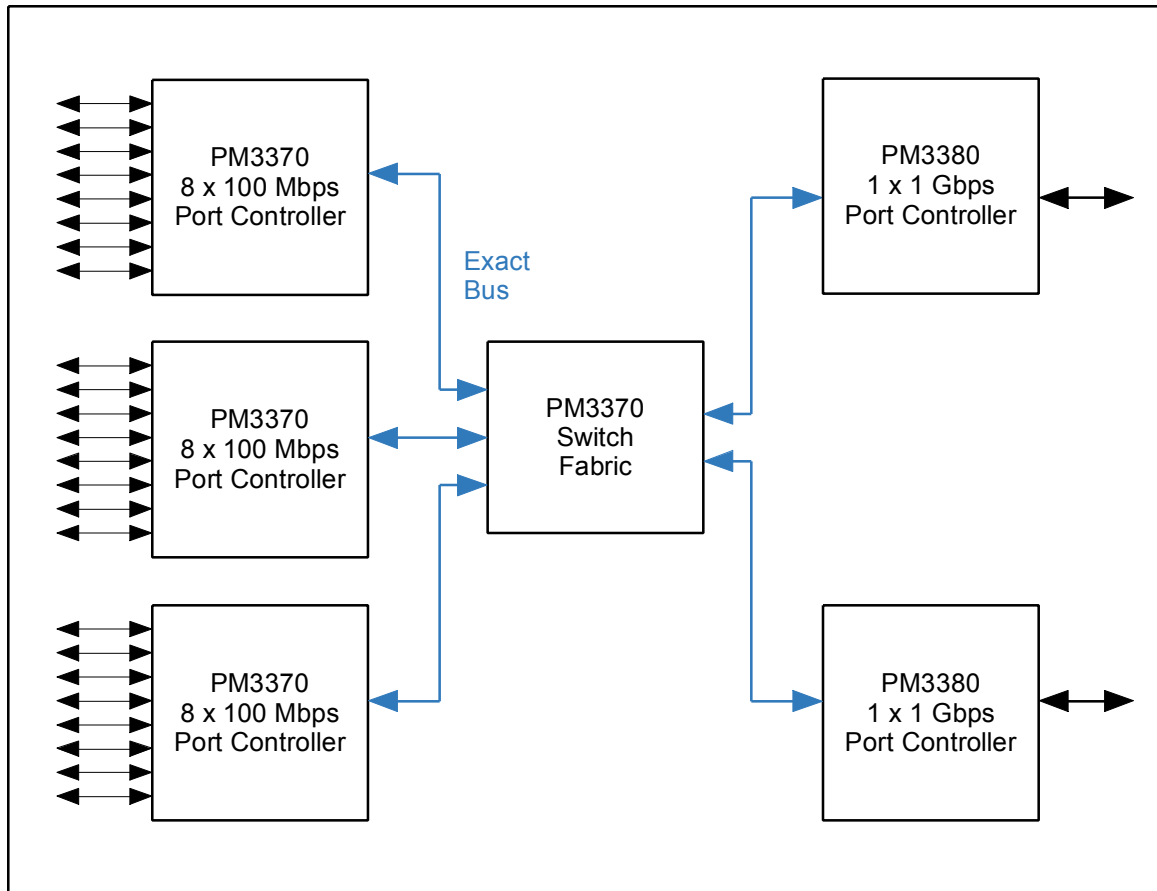 PM3370
8 x 100 Mbps
Port Controller
Exact
Bus
PM3370
8 x 100 Mbps
Port Controller
PM3370
8 x 100 Mbps
Port Controller
PM3370
Switch
Fabric
PM3380
1 x 1 Gbps
Port Controller
PM3380
1 x 1 Gbps
Port Controller